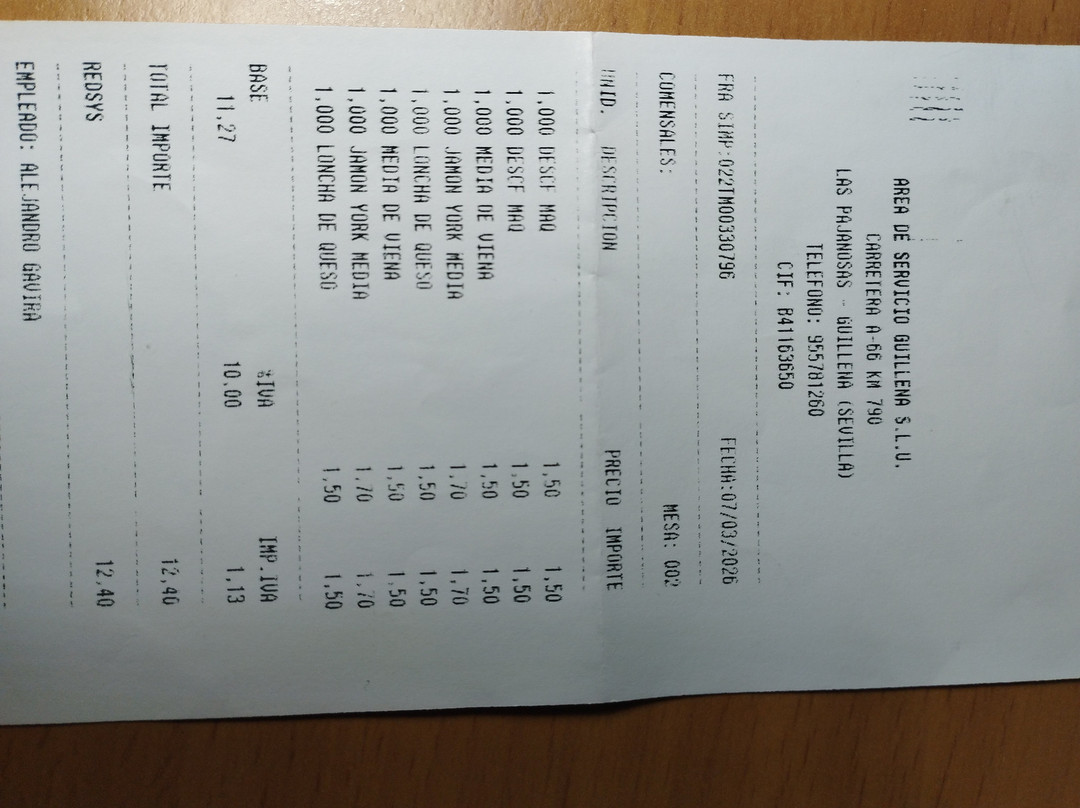 AREA DE SERVICIO GUILLENA S.L.U.
CARRETERA A-66 KM 790
LAS PAJANOSAS - GUILLENA (SEVILLA)
TELEFONO: 955781260
CIF: B41163650
FRA SIMP:022TM00330796 FECHA:07/03/2026
COMENSALES: MESA: 002
UNID. DESCRIPCION PRECIO IMPORTE
1,000 DESCF MAQ 1,50 1,50
1,000 DESCF MAQ 1,50 1,50
1,000 MEDIA DE VIENA 1,50 1,50
1,000 JAMON YORK MEDIA 1,70 1,70
1,000 LONCHA DE QUESO 1,50 1,50
1,000 MEDIA DE VIENA 1,50 1,50
1,000 JAMON YORK MEDIA 1,70 1,70
1,000 LONCHA DE QUESO 1,50 1,50
BASE %IVA IMP.IVA
11,27 10.00 1,13
TOTAL IMPORTE 12,40
REDSYS 12,40
EMPLEADO: ALEJANDRO GAVIRA